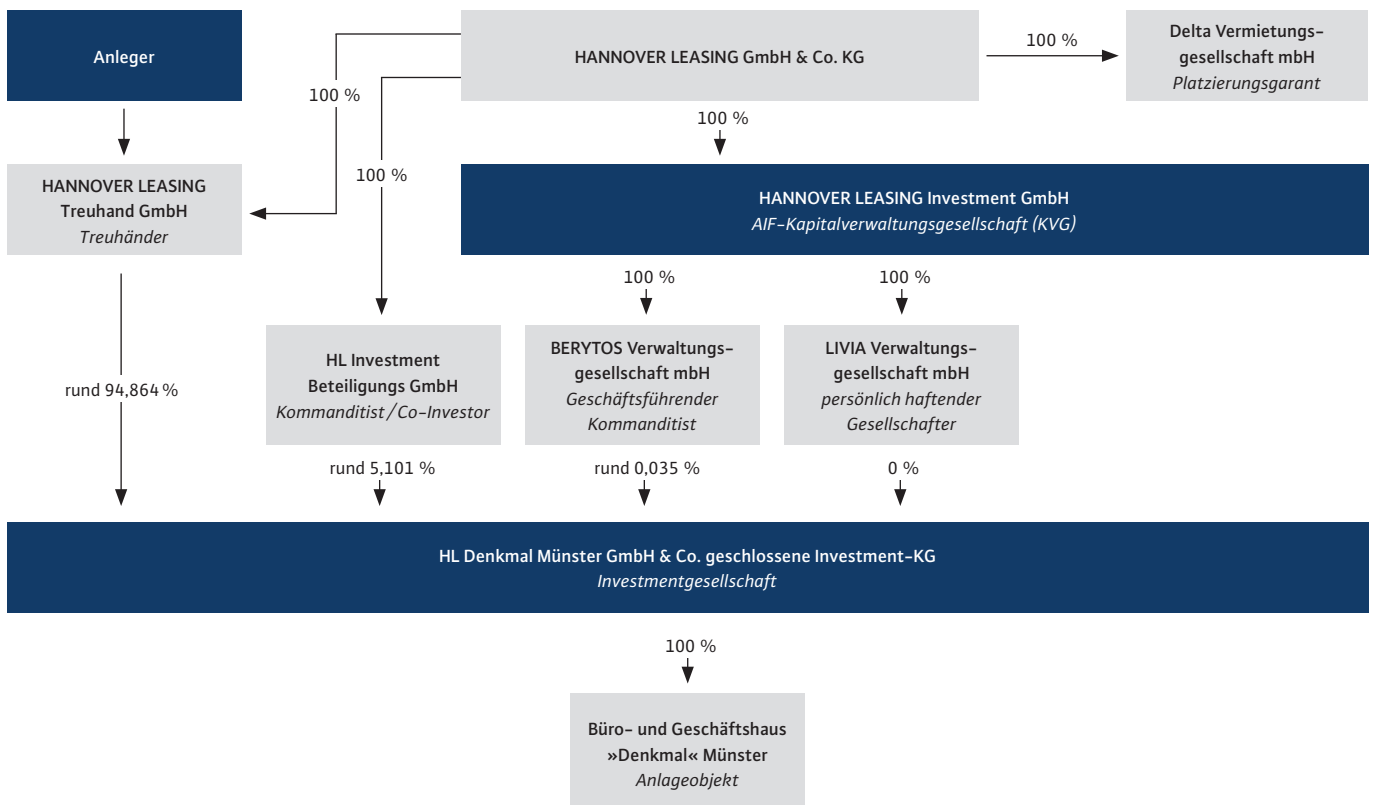 Anleger
HANNOVER LEASING GmbH & Co. KG
100 %
Delta Vermietungs-
gesellschaft mbH
Platzierungsgarant
100 %
100 %
100 %
HANNOVER LEASING
Treuhand GmbH
Treuhänder
HANNOVER LEASING Investment GmbH
AIF-Kapitalverwaltungsgesellschaft (KVG)
100 %
100 %
rund 94,864 %
HL Investment
Beteiligungs GmbH
Kommanditist / Co-Investor
BERYTOS Verwaltungs-
gesellschaft mbH
Geschäftsführender
Kommanditist
LIVIA Verwaltungs-
gesellschaft mbH
persönlich haftender
Gesellschafter
rund 5,101 %
rund 0,035 %
0 %
HL Denkmal Münster GmbH & Co. geschlossene Investment-KG
Investmentgesellschaft
100 %
Büro- und Geschäftshaus
»Denkmal« Münster
Anlageobjekt